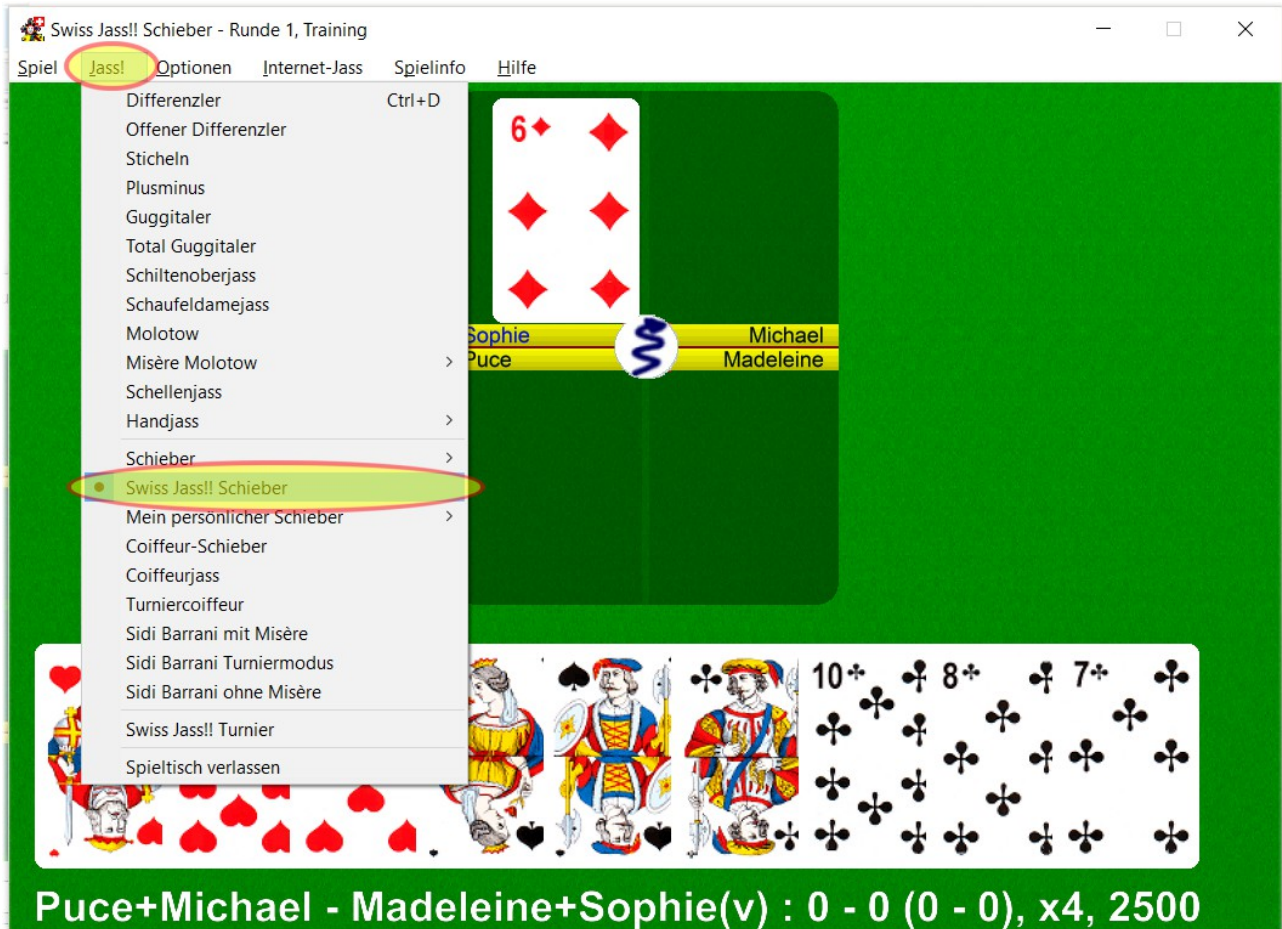 Swiss Jass!! Schieber - Runde 1, Training
Spiel Jass! Optionen Internet-Jass Spielinfo Hilfe
Differenzler Ctrl+D
Offener Differenzler
Sticheln
Plusminus
Guggitaler
Total Guggitaler
Schiltenoberjass
Schaufeldamejass
Molotow
Misère Molotow
Schellenjass
Handjass
Schieber
Swiss Jass!! Schieber
Mein persönlicher Schieber
Coiffeur-Schieber
Coiffeurjass
Turniercoiffeur
Sidi Barrani mit Misère
Sidi Barrani Turniermodus
Sidi Barrani ohne Misère
Swiss Jass!! Turnier
Spieltisch verlassen
6
Sophie Michael
Puce Madeleine
10 8 7
Puce+Michael - Madeleine+Sophie(v) : 0 - 0 (0 - 0), x4, 2500